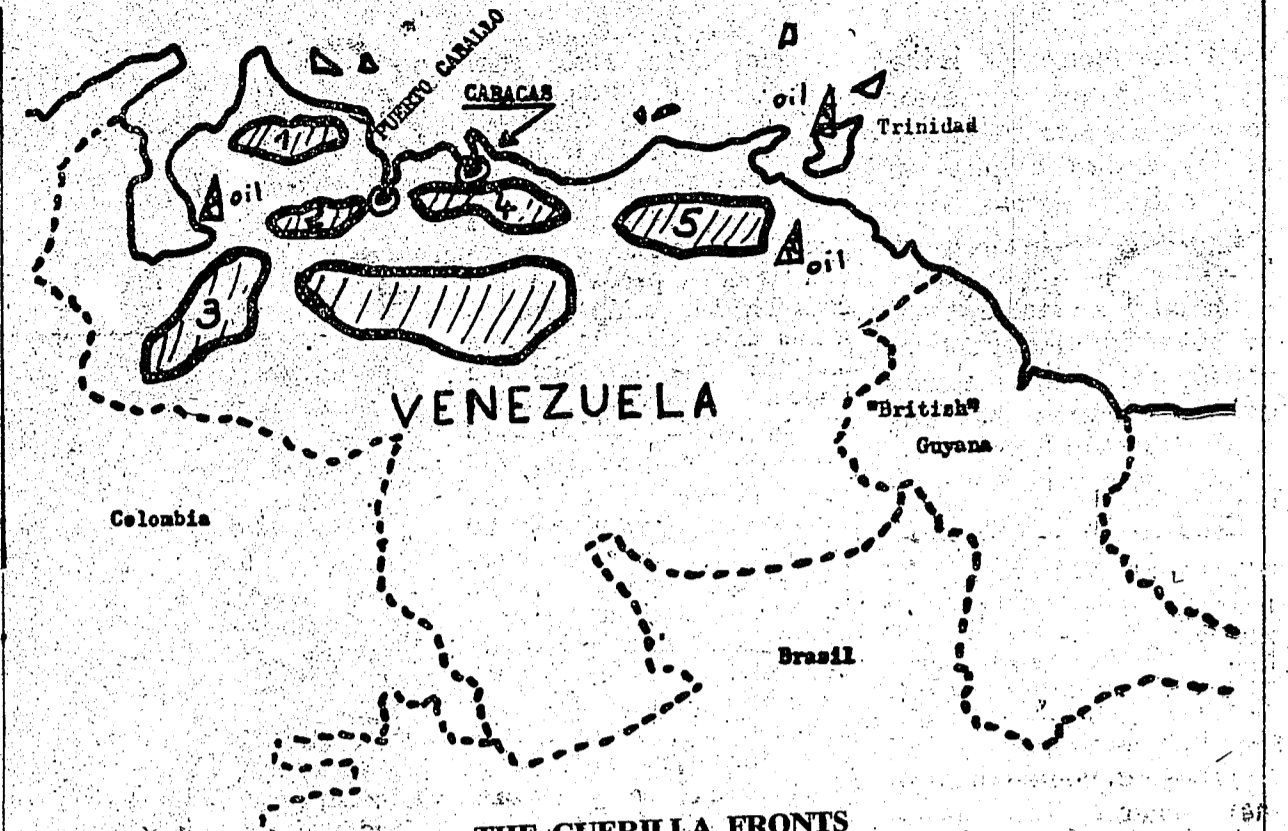 PUERTO CABALLO
CARACAS
oil
Trinidad
1
oil
2
4
5
oil
3
VENEZUELA
"British"
Guyana
Colombia
Brasil
THE GUERILLA FRONTS